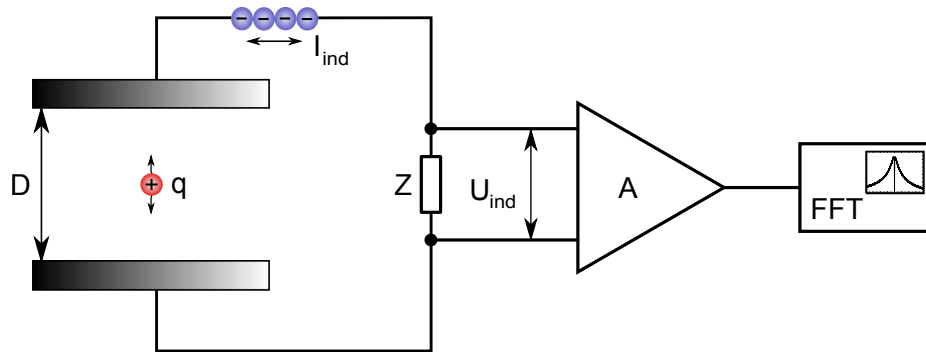 − − − −
I_ind
D
+ q
Z
U_ind
A
FFT